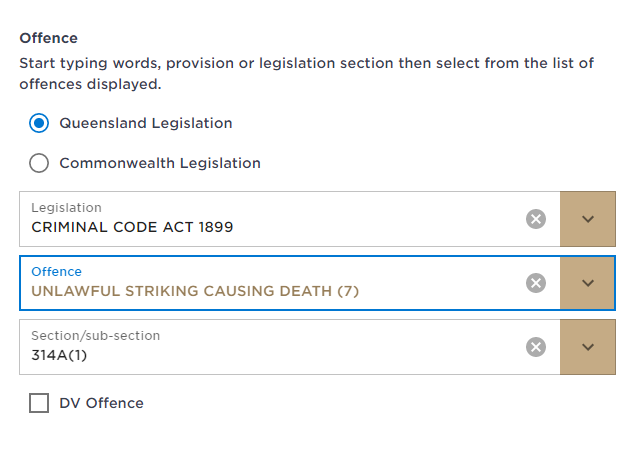 Offence
Start typing words, provision or legislation section then select from the list of
offences displayed.
Queensland Legislation
Commonwealth Legislation
Legislation
CRIMINAL CODE ACT 1899
Offence
UNLAWFUL STRIKING CAUSING DEATH (7)
Section/sub-section
314A(1)
DV Offence